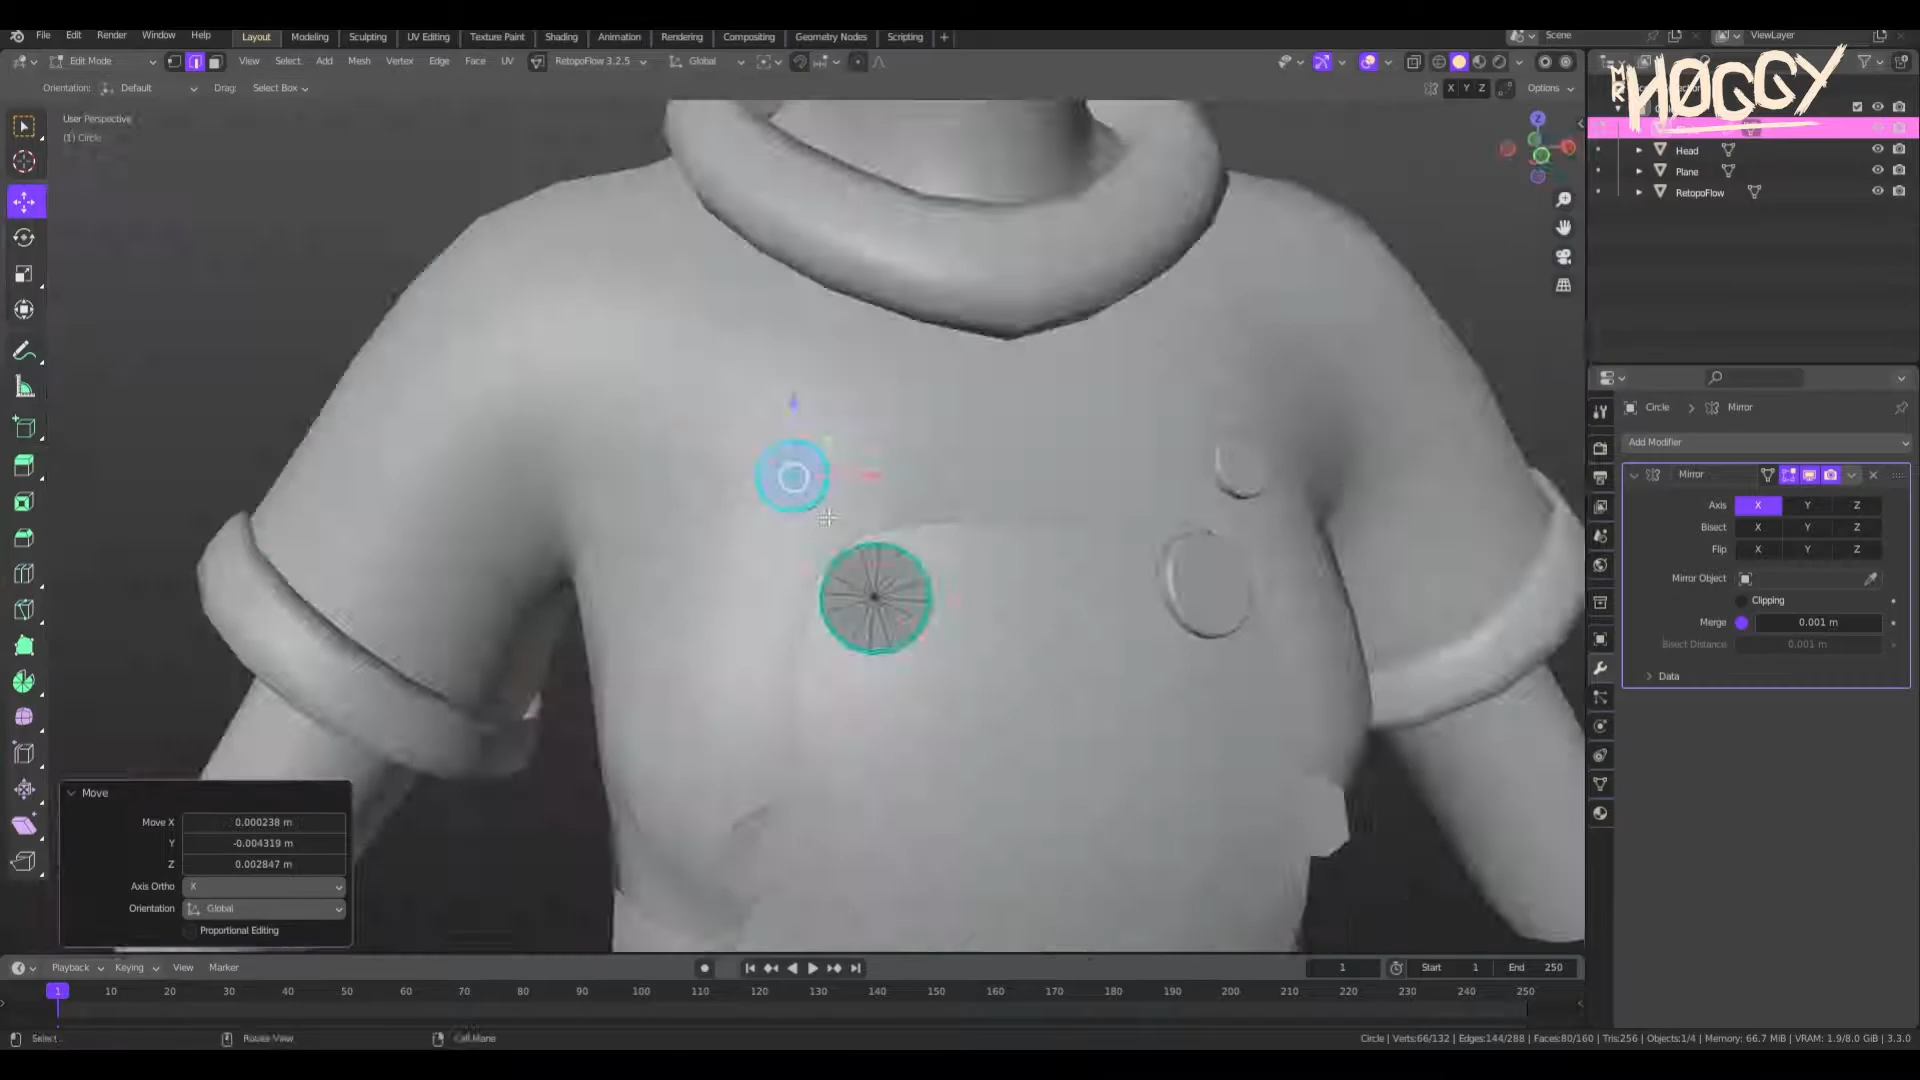 File Edit Render Window Help Layout Modeling Sculpting UV Editing Texture Paint Shading Animation Rendering Compositing Geometry Nodes Scripting + Scene ViewLayer
Edit Mode View Select Add Mesh Vertex Edge Face UV RetopoFlow 3.2.5 Global
MR HØGGY
Orientation: Default Drag: Select Box X Y Z Options
User Perspective
(1) Circle
Z
Head
Plane
RetopoFlow
Circle > Mirror
Add Modifier
Mirror
Axis X Y Z
Bisect X Y Z
Flip X Y Z
Mirror Object
Clipping
Merge 0.001 m
Bisect Distance 0.001 m
Data
Move
Move X 0.000238 m
Y -0.004319 m
Z 0.002847 m
Axis Ortho X
Orientation Global
Proportional Editing
Playback Keying View Marker 1 Start 1 End 250
1 10 20 30 40 50 60 70 80 90 100 110 120 130 140 150 160 170 180 190 200 210 220 230 240 250
Select Rotate View Call Menu Circle | Verts:66/132 | Edges:144/288 | Faces:80/160 | Tris:256 | Objects:1/4 | Memory: 66.7 MiB | VRAM: 1.9/8.0 GiB | 3.3.0